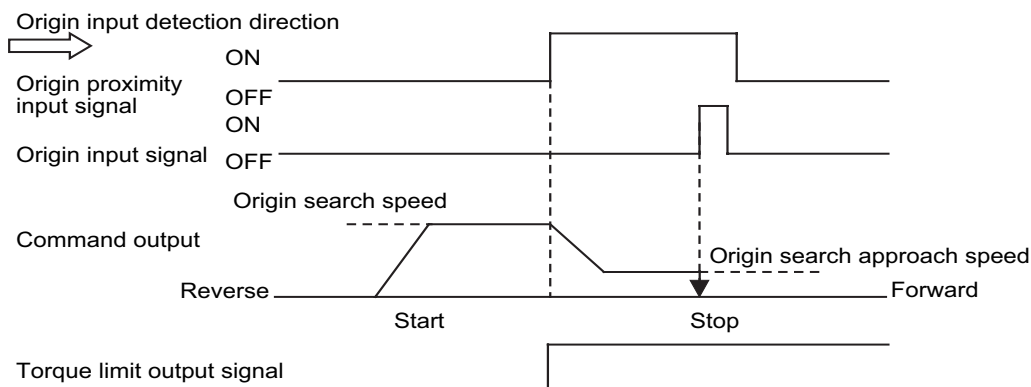 Origin input detection direction
ON
Origin proximity
input signal
OFF
ON
Origin input signal
OFF
Origin search speed
Command output
Origin search approach speed
Reverse
Forward
Start
Stop
Torque limit output signal